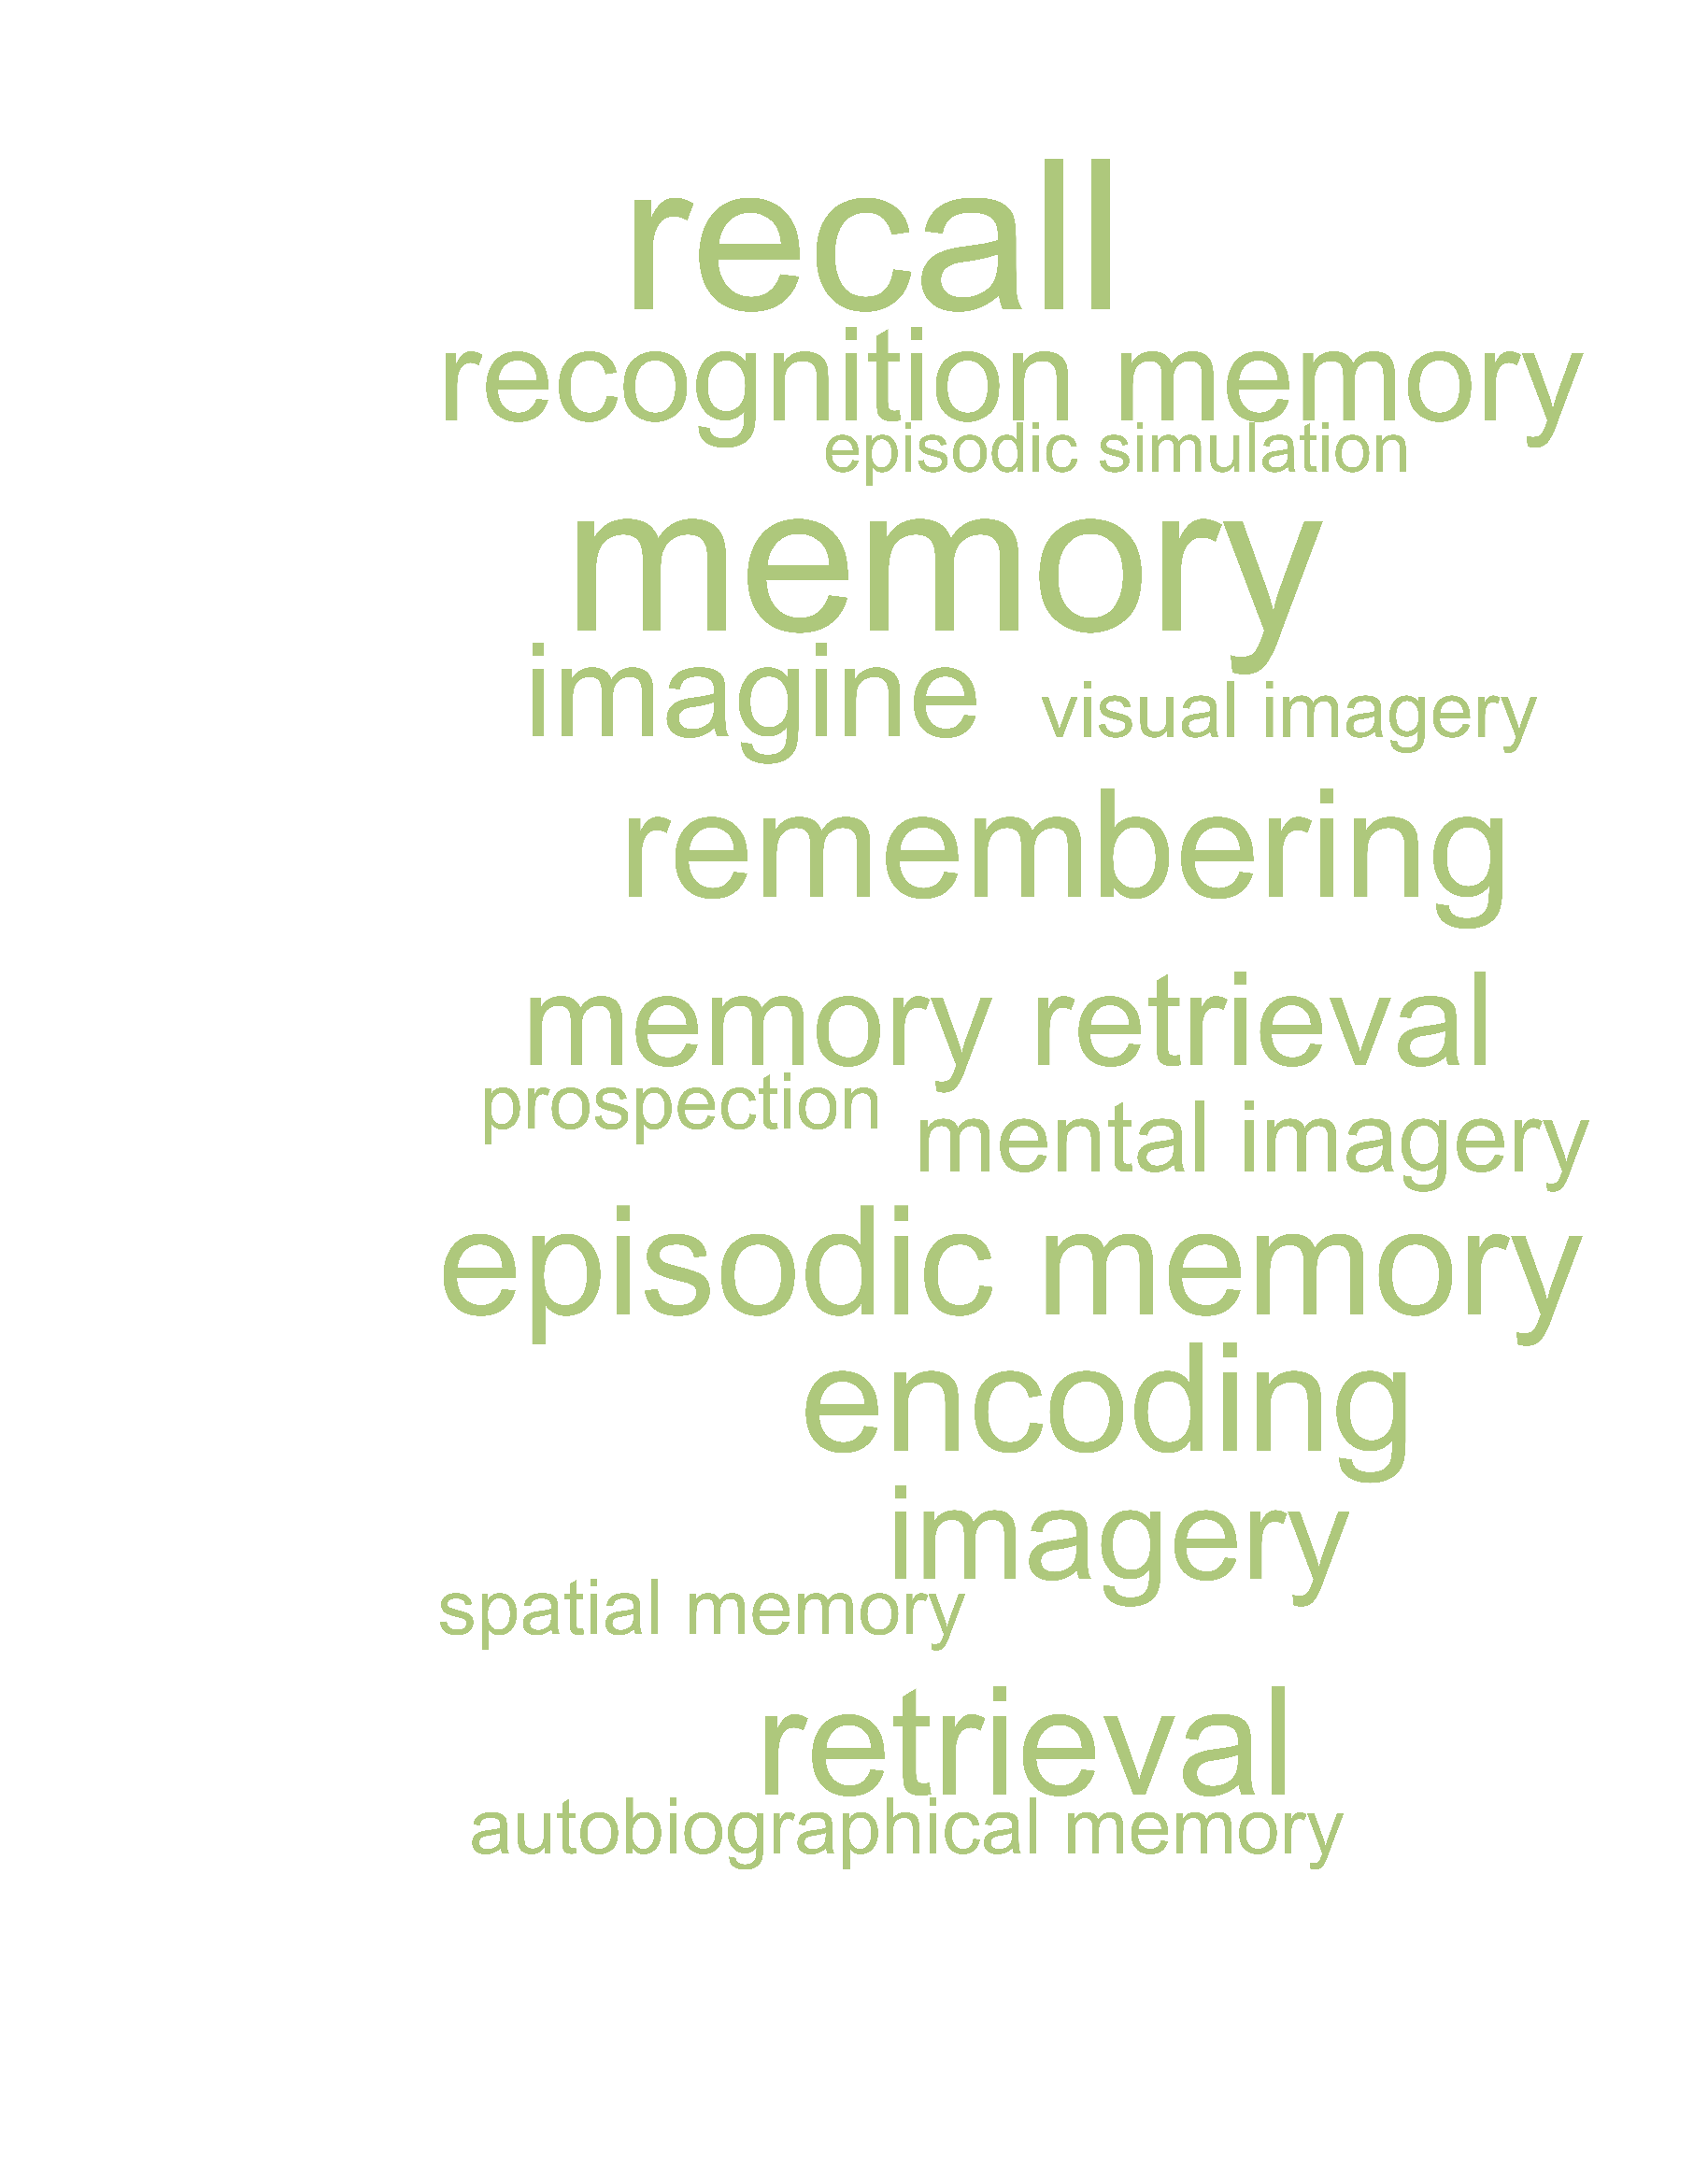 recall
recognition memory
episodic simulation
memory
imagine
visual imagery
remembering
memory retrieval
prospection
mental imagery
episodic memory
encoding
imagery
spatial memory
retrieval
autobiographical memory